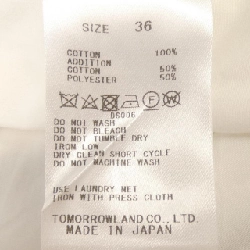 SIZE 36
COTTON 100%
ADDITION
COTTON 50%
POLYESTER 50%
06006
DO NOT WASH
DO NOT BLEACH
DO NOT TUMBLE DRY
IRON LOW
DRY CLEAN SHORT CYCLE
DO NOT MACHINE WASH
USE LAUNDRY NET
IRON WITH PRESS CLOTH
TOMORROWLAND CO., LTD.
MADE IN JAPAN